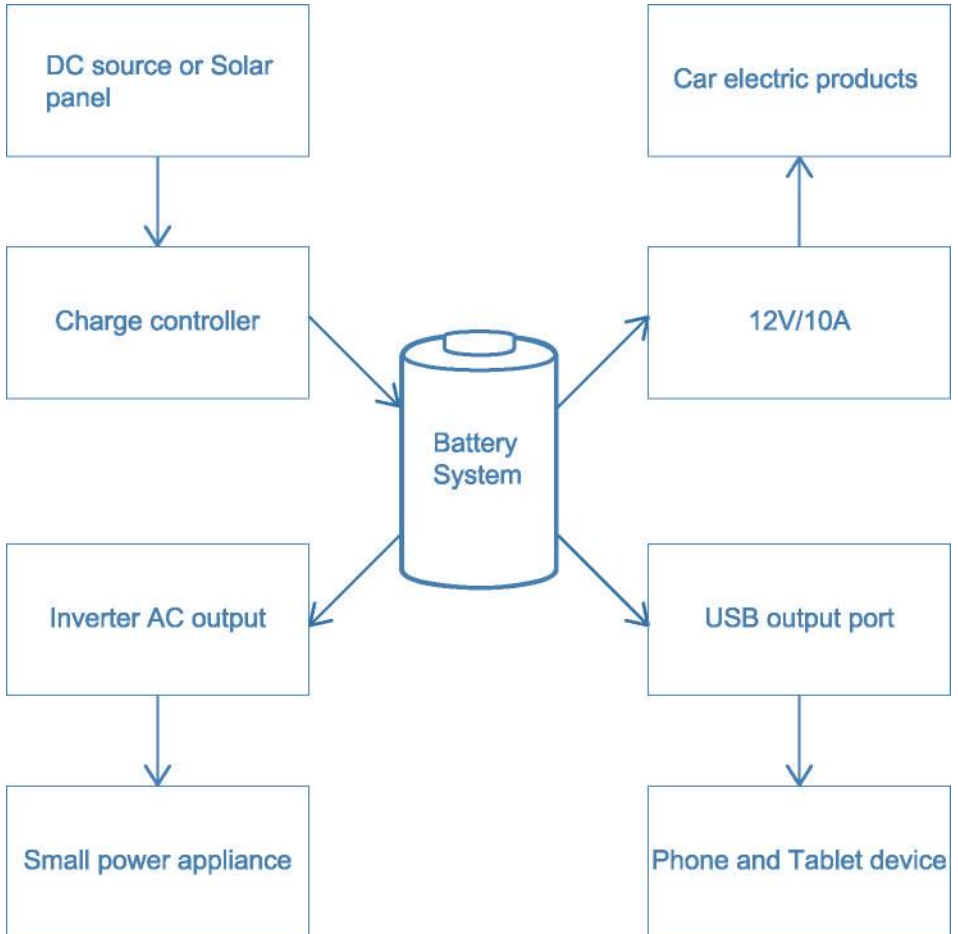 DC source or Solar
panel
Car electric products
Charge controller
12V/10A
Battery
System
Inverter AC output
USB output port
Small power appliance
Phone and Tablet device